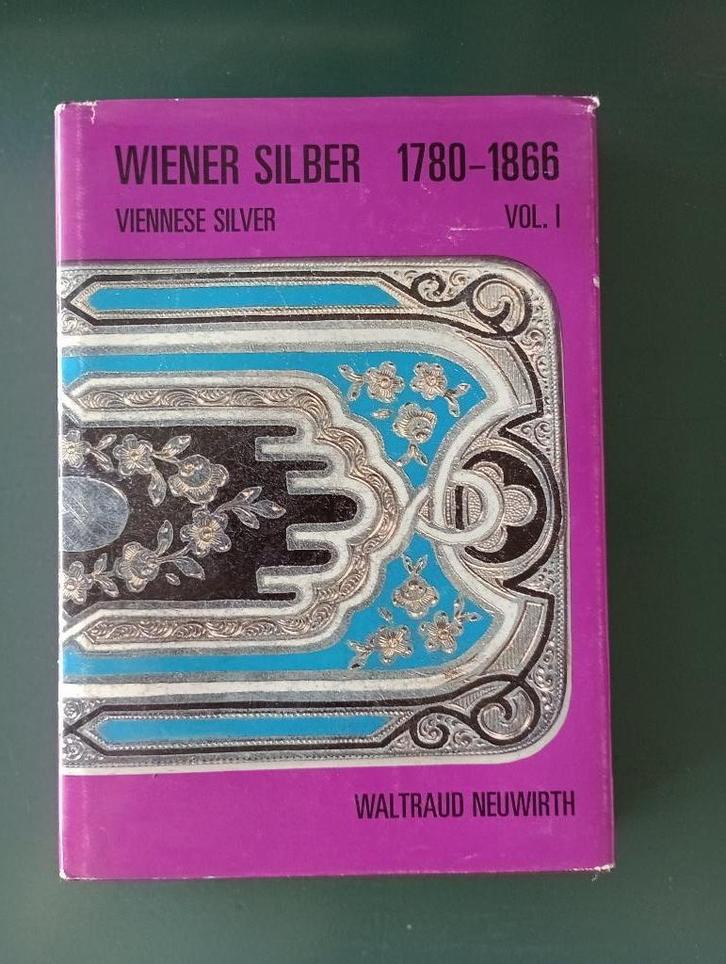 WIENER SILBER 1780-1866
VIENNESE SILVER VOL. I
WALTRAUD NEUWIRTH